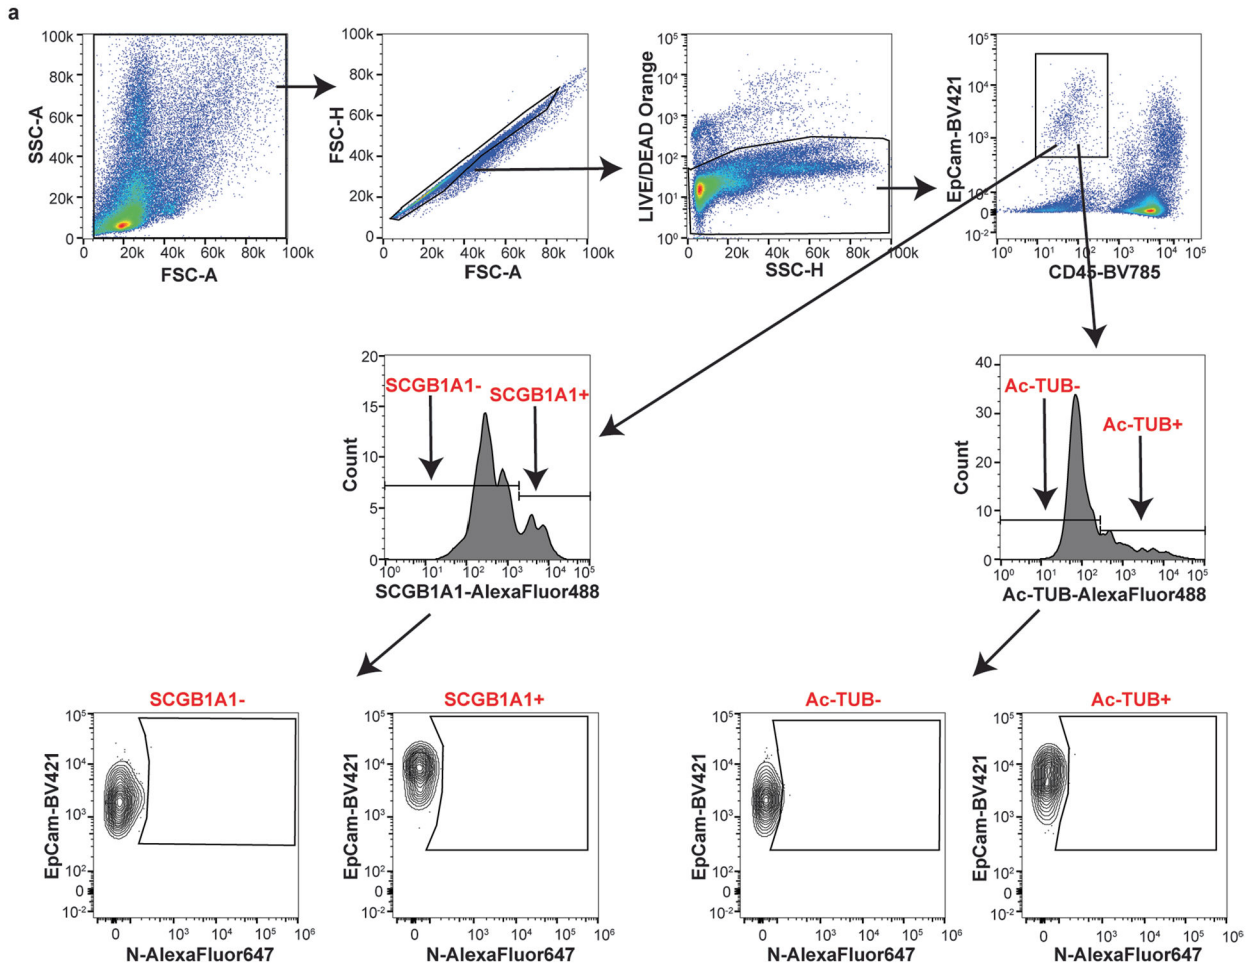 a
100k
80k
60k
40k
20k
0
SSC-A
0 20k 40k 60k 80k 100k
FSC-A
100k
80k
60k
40k
20k
0
FSC-H
0 20k 40k 60k 80k 100k
FSC-A
10⁵
10⁴
10³
10²
10¹
10⁰
LIVE/DEAD Orange
0 20k 40k 60k 80k 100k
SSC-H
10⁵
10⁴
10³
10²
0
10⁻²
EpCam-BV421
10⁰ 10¹ 10² 10³ 10⁴ 10⁵
CD45-BV785
20
15
10
5
0
Count
SCGB1A1-
SCGB1A1+
10⁰ 10¹ 10² 10³ 10⁴ 10⁵
SCGB1A1-AlexaFluor488
40
30
20
10
0
Count
Ac-TUB-
Ac-TUB+
10⁰ 10¹ 10² 10³ 10⁴ 10⁵
Ac-TUB-AlexaFluor488
SCGB1A1-
10⁵
10⁴
10³
10²
0
10⁻²
EpCam-BV421
0 10³ 10⁴ 10⁵ 10⁶
N-AlexaFluor647
SCGB1A1+
10⁵
10⁴
10³
10²
0
10⁻²
EpCam-BV421
0 10³ 10⁴ 10⁵ 10⁶
N-AlexaFluor647
Ac-TUB-
10⁵
10⁴
10³
10²
0
10⁻²
EpCam-BV421
0 10³ 10⁴ 10⁵ 10⁶
N-AlexaFluor647
Ac-TUB+
10⁵
10⁴
10³
10²
0
10⁻²
EpCam-BV421
0 10³ 10⁴ 10⁵ 10⁶
N-AlexaFluor647